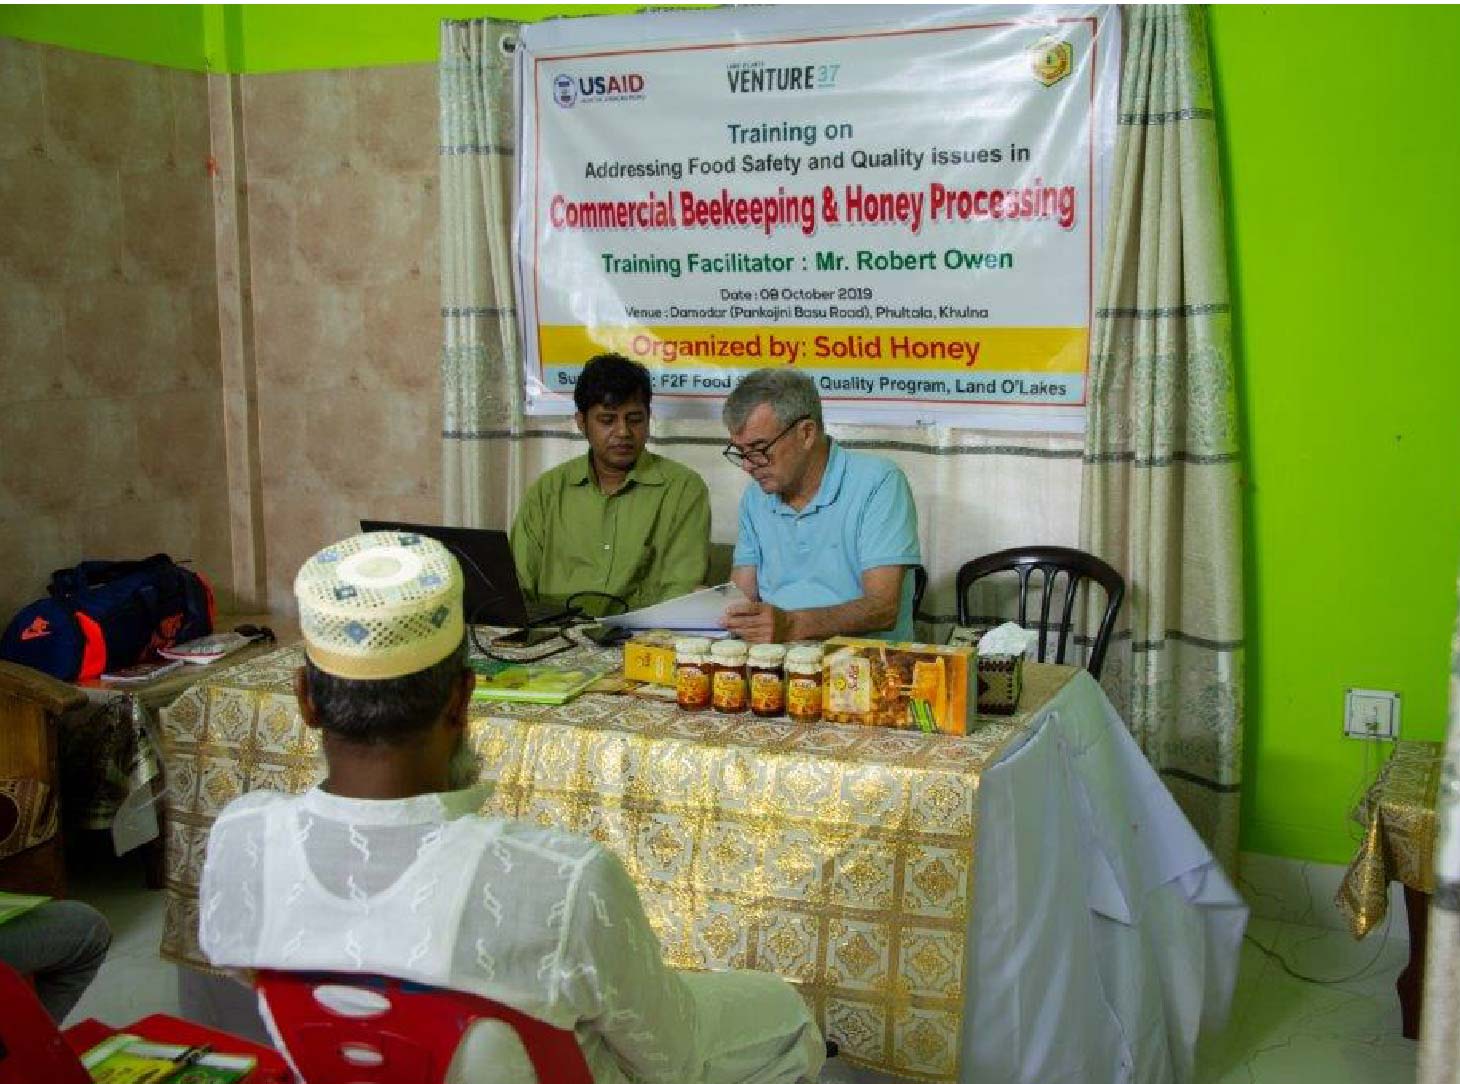 USAID
VENTURE37
Training on
Addressing Food Safety and Quality issues in
Commercial Beekeeping & Honey Processing
Training Facilitator : Mr. Robert Owen
Date : 09 October 2019
Venue : Damodar (Pankojini Basu Road), Phultala, Khulna
Organized by: Solid Honey
: F2F Food Quality Program, Land O'Lakes